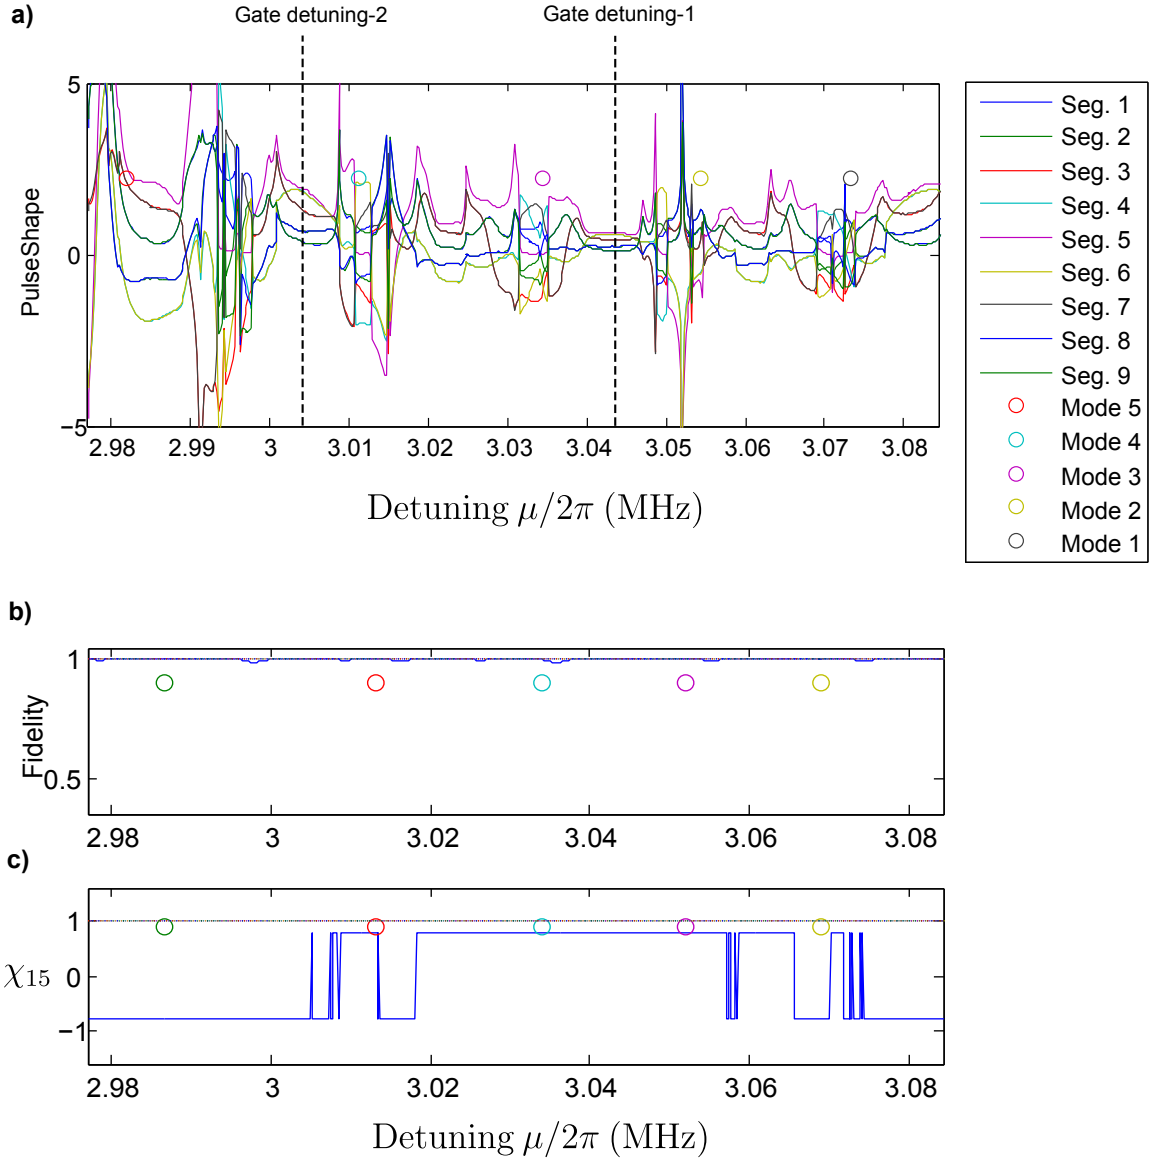 a)
Gate detuning-2
Gate detuning-1
PulseShape
5
0
−5
2.98 2.99 3 3.01 3.02 3.03 3.04 3.05 3.06 3.07 3.08
Detuning μ/2π (MHz)
Seg. 1
Seg. 2
Seg. 3
Seg. 4
Seg. 5
Seg. 6
Seg. 7
Seg. 8
Seg. 9
Mode 5
Mode 4
Mode 3
Mode 2
Mode 1
b)
Fidelity
1
0.5
2.98 3 3.02 3.04 3.06 3.08
c)
χ15
1
0
−1
2.98 3 3.02 3.04 3.06 3.08
Detuning μ/2π (MHz)